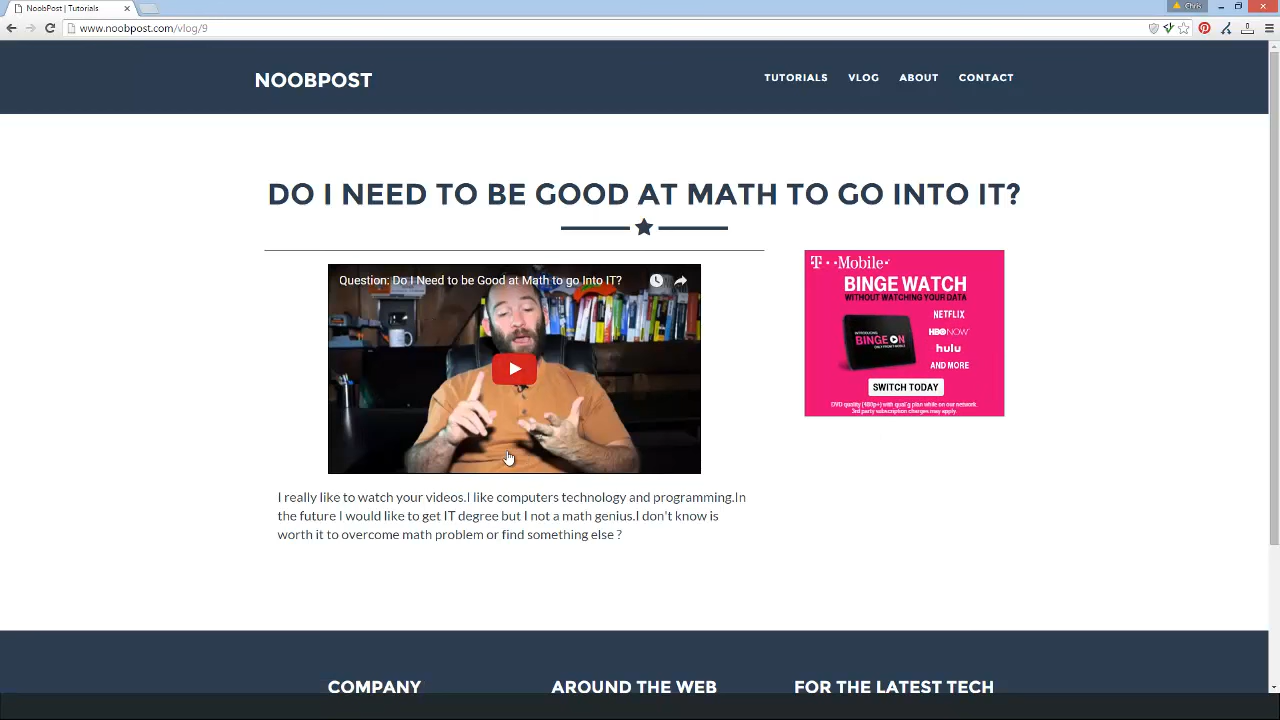 NoobPost | Tutorials
Chris
www.noobpost.com/vlog/9
NOOBPOST
TUTORIALS VLOG ABOUT CONTACT
DO I NEED TO BE GOOD AT MATH TO GO INTO IT?
Question: Do I Need to be Good at Math to go Into IT?
I really like to watch your videos.I like computers technology and programming.In
the future I would like to get IT degree but I not a math genius.I don't know is
worth it to overcome math problem or find something else ?
T-Mobile
BINGE WATCH
WITHOUT WATCHING YOUR DATA
NETFLIX
HBO NOW
hulu
AND MORE
INTRODUCING
BINGE ON
SWITCH TODAY
DVD quality (480p+) with qual'g plan while on our network.
3rd party subscription charges may apply.
COMPANY
AROUND THE WEB
FOR THE LATEST TECH